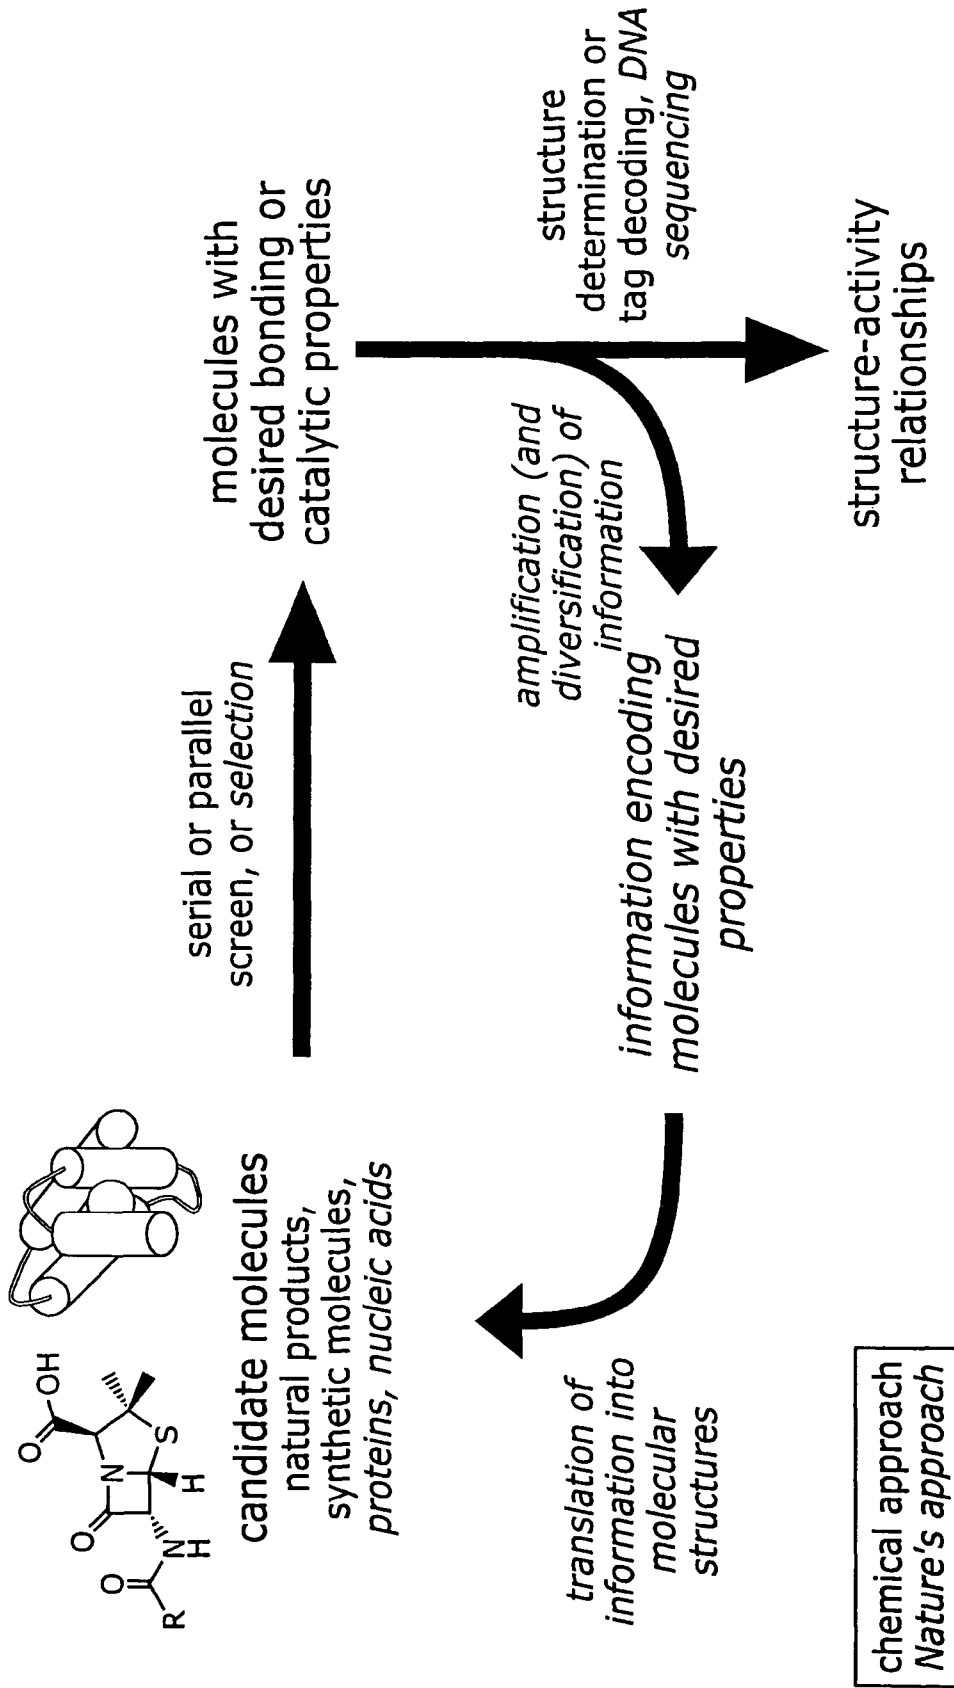 O
OH
O
N
S
H
O
N
H
R
candidate molecules
natural products,
synthetic molecules,
proteins, nucleic acids
serial or parallel
screen, or selection
molecules with
desired bonding or
catalytic properties
structure
determination or
tag decoding, DNA
sequencing
amplification (and
diversification) of
information
structure-activity
relationships
information encoding
molecules with desired
properties
translation of
information into
molecular
structures
chemical approach
Nature's approach